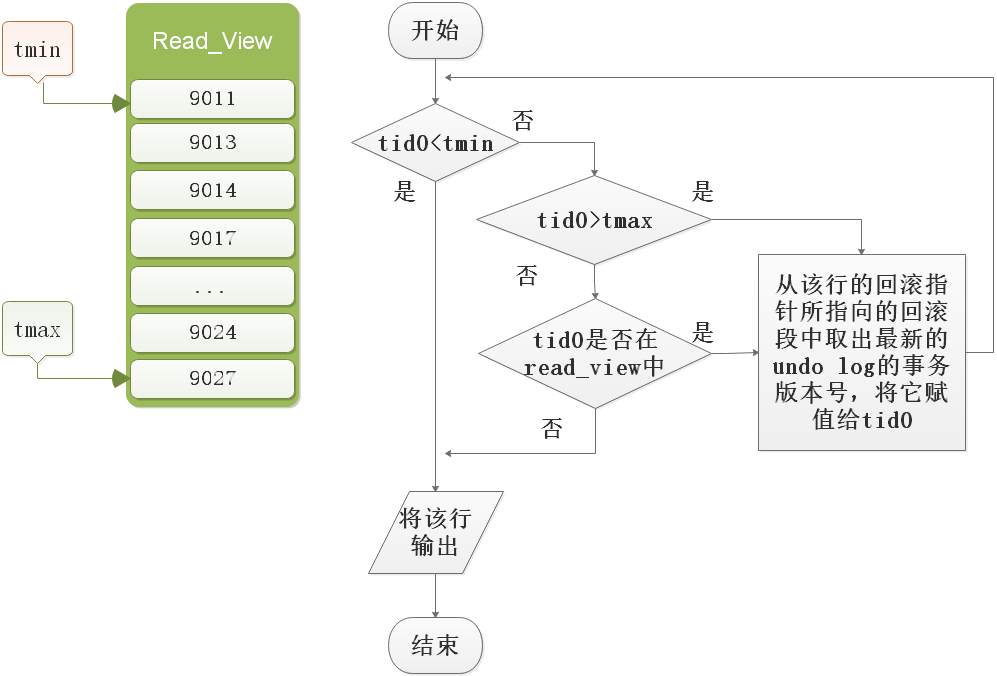 tmin
Read_View
9011
9013
9014
9017
...
9024
9027
tmax
开始
tid0<tmin
否
是
tid0>tmax
是
否
tid0是否在
read_view中
是
否
从该行的回滚指
针所指向的回滚
段中取出最新的
undo log的事务
版本号，将它赋
值给tid0
将该行
输出
结束